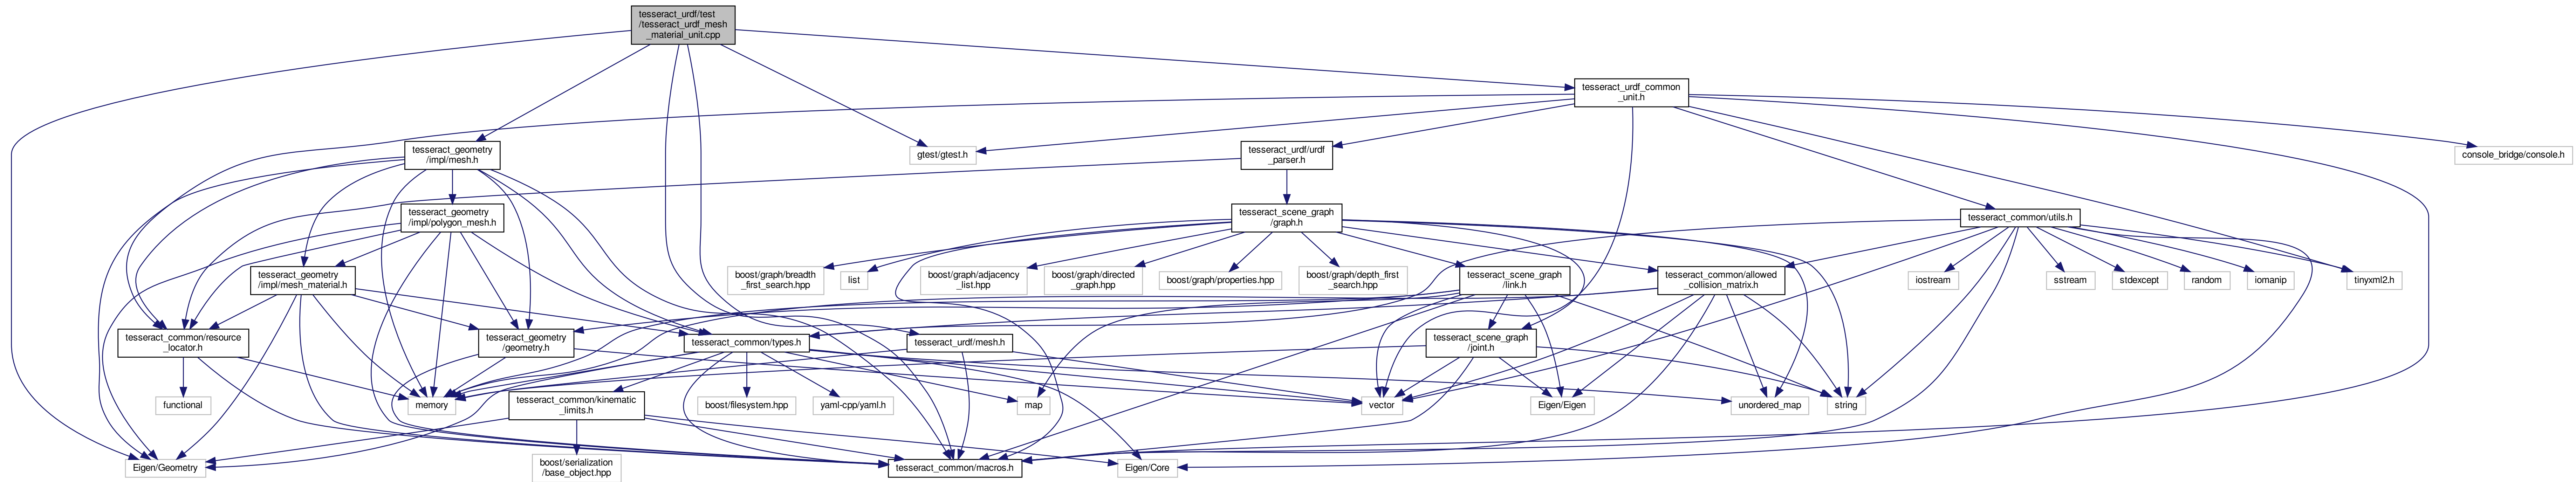 tesseract_urdf/test
/tesseract_urdf_mesh
_material_unit.cpp
tesseract_urdf_common
_unit.h
tesseract_geometry
/impl/mesh.h
gtest/gtest.h
tesseract_urdf/urdf
_parser.h
console_bridge/console.h
tesseract_geometry
/impl/polygon_mesh.h
tesseract_scene_graph
/graph.h
tesseract_common/utils.h
tesseract_geometry
/impl/mesh_material.h
boost/graph/breadth
_first_search.hpp
list
boost/graph/adjacency
_list.hpp
boost/graph/directed
_graph.hpp
boost/graph/properties.hpp
boost/graph/depth_first
_search.hpp
tesseract_scene_graph
/link.h
tesseract_common/allowed
_collision_matrix.h
iostream
sstream
stdexcept
random
iomanip
tinyxml2.h
tesseract_common/resource
_locator.h
tesseract_geometry
/geometry.h
tesseract_common/types.h
tesseract_urdf/mesh.h
tesseract_scene_graph
/joint.h
functional
memory
tesseract_common/kinematic
_limits.h
boost/filesystem.hpp
yaml-cpp/yaml.h
map
vector
Eigen/Eigen
unordered_map
string
Eigen/Geometry
boost/serialization
/base_object.hpp
tesseract_common/macros.h
Eigen/Core